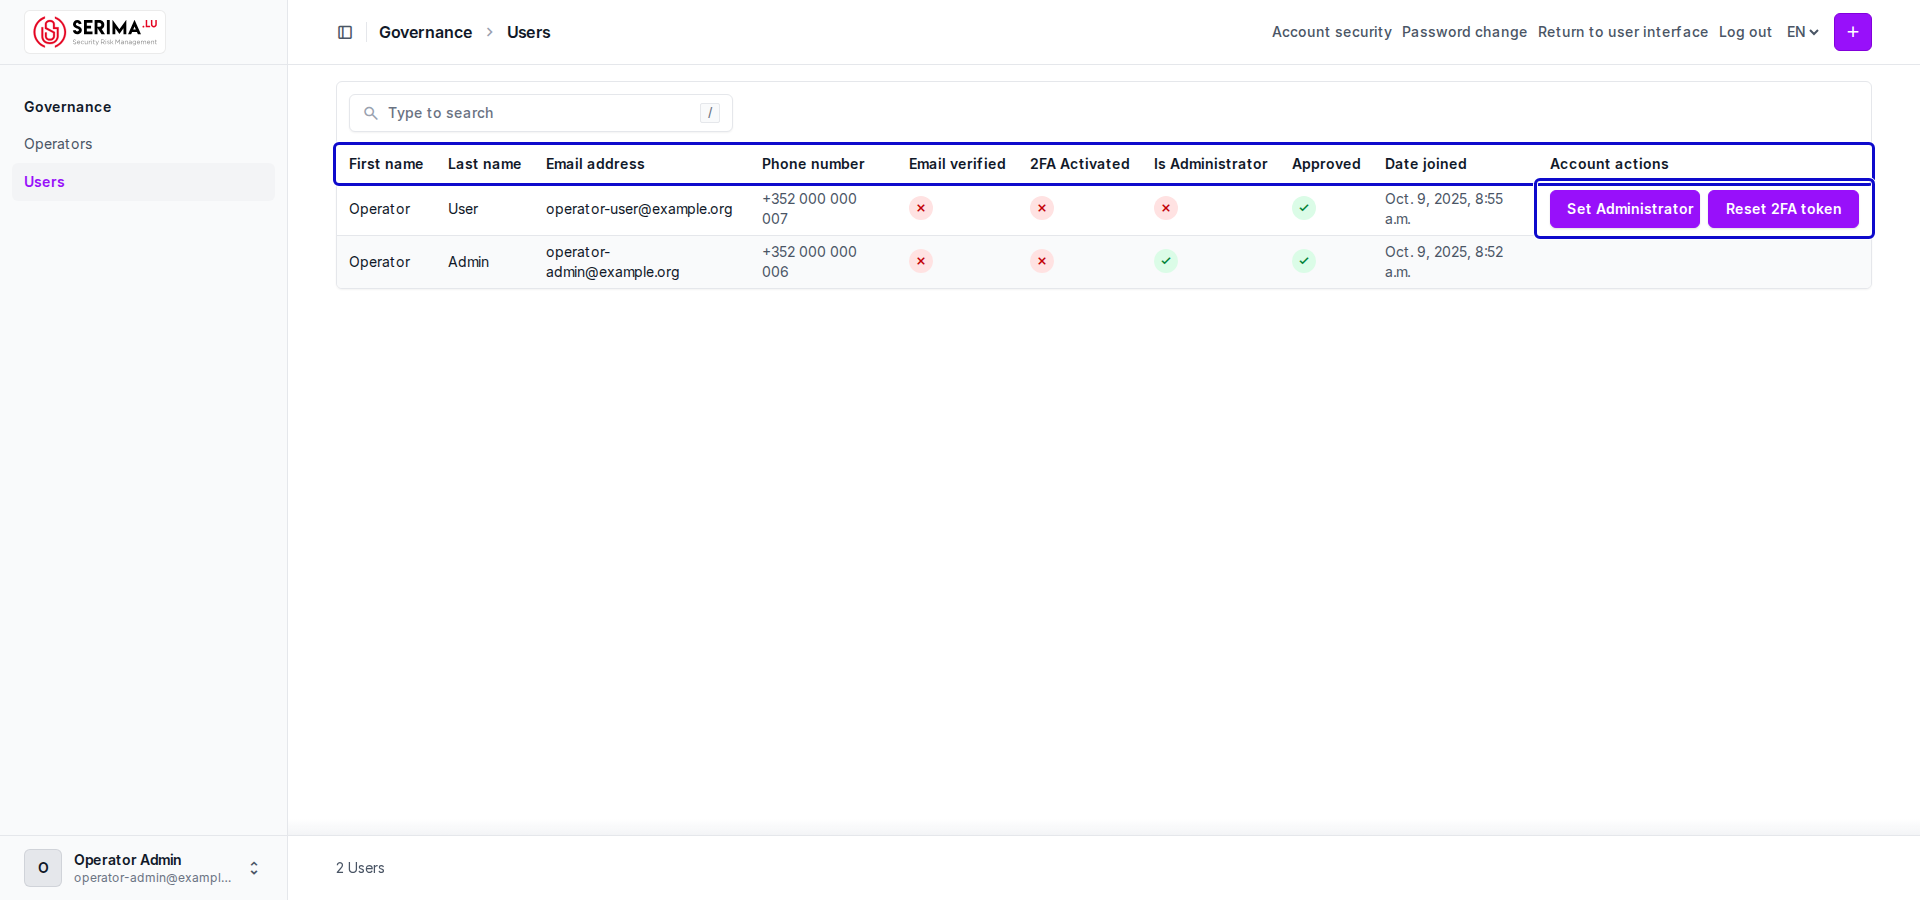 SERIMA.LU
Security Risk Management
Governance
Operators
Users
Governance > Users
Account security Password change Return to user interface Log out EN +
Type to search /
First name Last name Email address Phone number Email verified 2FA Activated Is Administrator Approved Date joined Account actions
Operator User operator-user@example.org +352 000 000 Oct. 9, 2025, 8:55 Set Administrator Reset 2FA token
007 a.m.
Operator Admin operator- +352 000 000 Oct. 9, 2025, 8:52
admin@example.org 006 a.m.
O Operator Admin
operator-admin@exampl...
2 Users